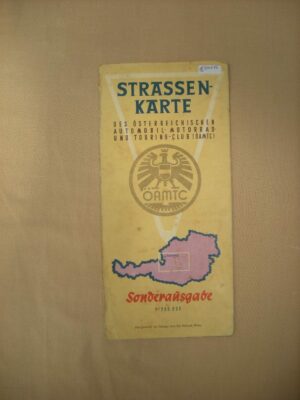 STRASSEN-
KARTE
DES ÖSTERREICHISCHEN
AUTOMOBIL-MOTORRAD
UND TOURING-CLUB (ÖAMTC)
ÖAMTC
Sonderausgabe